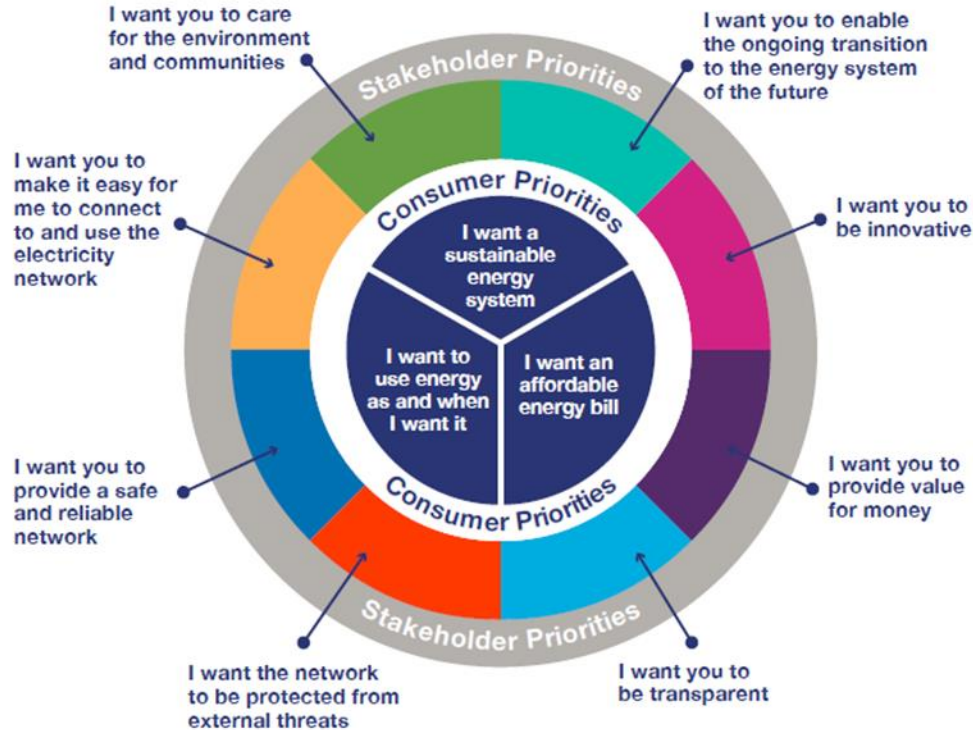 I want you to care
for the environment
and communities
I want you to enable
the ongoing transition
to the energy system
of the future
Stakeholder Priorities
I want you to
make it easy for
me to connect
to and use the
electricity
network
Consumer Priorities
I want you to
be innovative
I want a
sustainable
energy
system
I want to
use energy
as and when
I want it
I want an
affordable
energy bill
I want you to
provide a safe
and reliable
network
Consumer Priorities
I want you to
provide value
for money
Stakeholder Priorities
I want the network
to be protected from
external threats
I want you to
be transparent